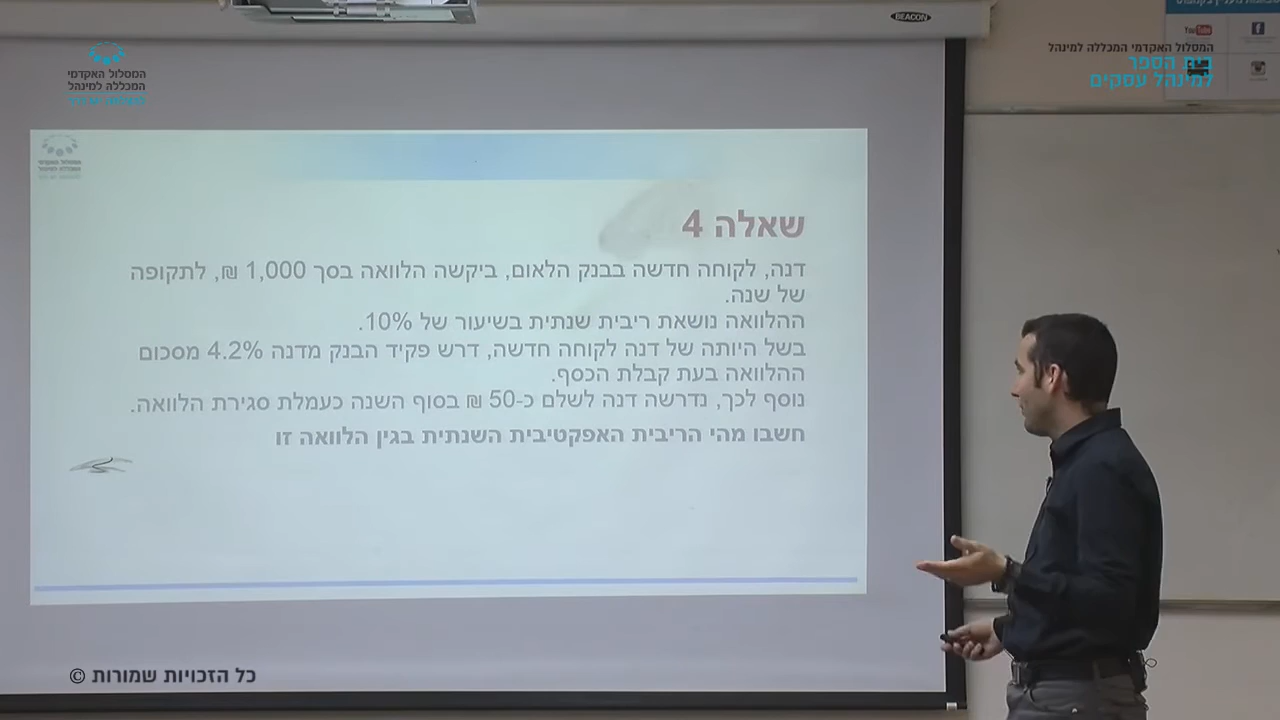 BEACON
You Tube
המסלול האקדמי המכללה למינהל
בית הספר
למינהל עסקים
המסלול האקדמי
המכללה למינהל
שאלה 4
דנה, לקוחה חדשה בבנק הלאום, ביקשה הלוואה בסך 1,000 ₪, לתקופה
של שנה.
ההלוואה נושאת ריבית שנתית בשיעור של 10%.
בשל היותה של דנה לקוחה חדשה, דרש פקיד הבנק מדנה 4.2% מסכום
ההלוואה בעת קבלת הכסף.
נוסף לכך, נדרשה דנה לשלם כ-50 ₪ בסוף השנה כעמלת סגירת הלוואה.
חשבו מהי הריבית האפקטיבית השנתית בגין הלוואה זו
כל הזכויות שמורות ©